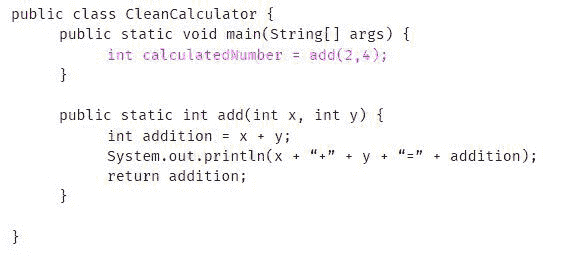 public class CleanCalculator {
public static void main(String[] args) {
int calculatedNumber = add(2,4);
}
public static int add(int x, int y) {
int addition = x + y;
System.out.println(x + “+” + y + “=” + addition);
return addition;
}
}